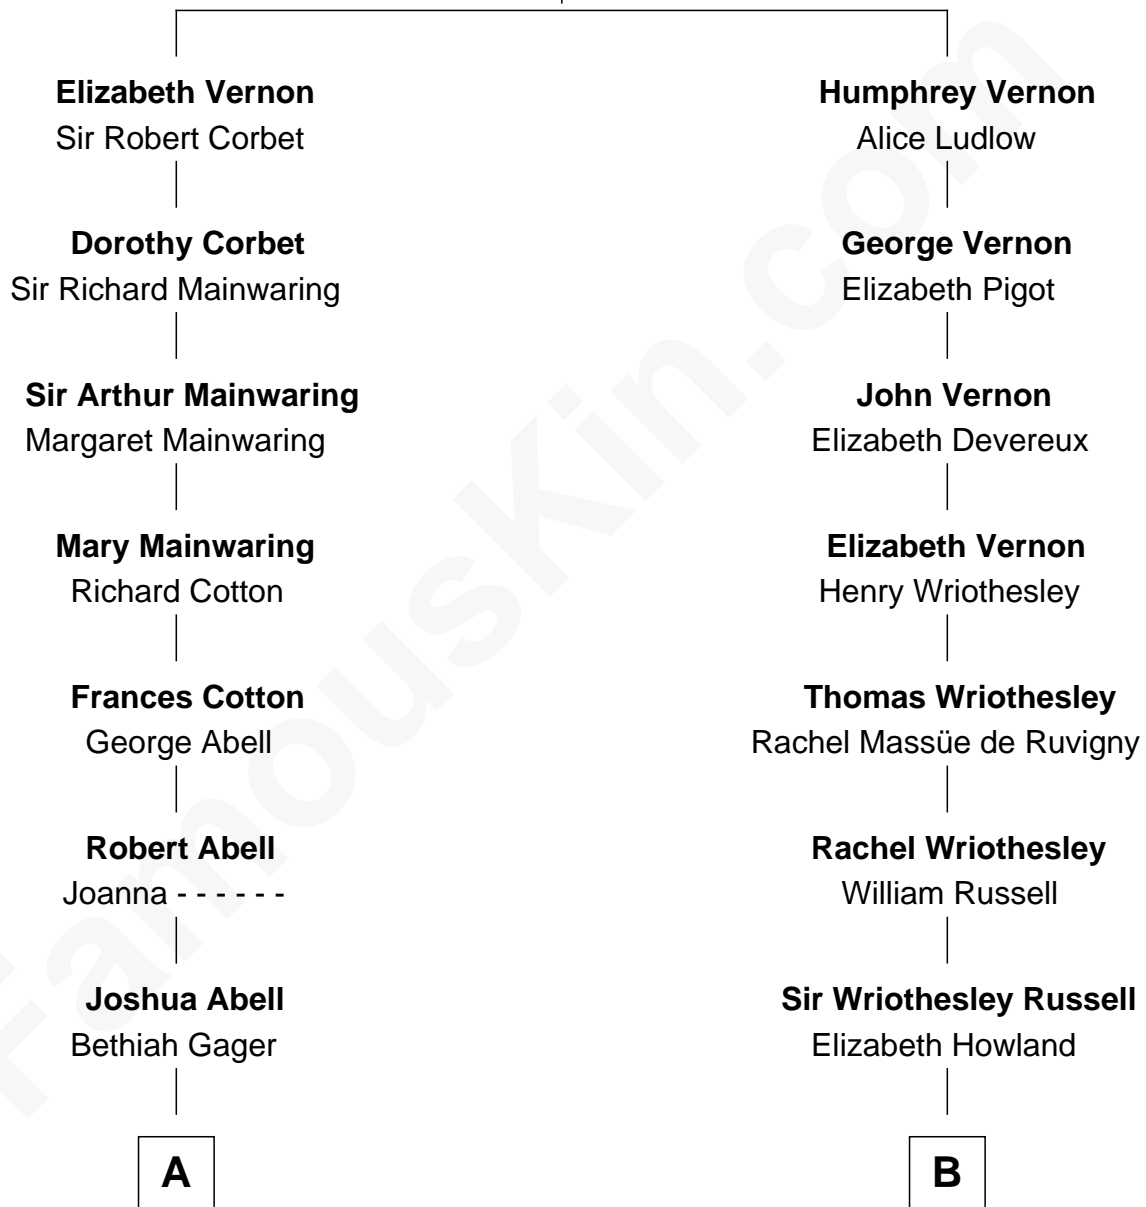 Elizabeth Vernon
Sir Robert Corbet
Dorothy Corbet
Sir Richard Mainwaring
Sir Arthur Mainwaring
Margaret Mainwaring
Mary Mainwaring
Richard Cotton
Frances Cotton
George Abell
Robert Abell
Joanna - - - - - -
Joshua Abell
Bethiah Gager
A
Humphrey Vernon
Alice Ludlow
George Vernon
Elizabeth Pigot
John Vernon
Elizabeth Devereux
Elizabeth Vernon
Henry Wriothesley
Thomas Wriothesley
Rachel Massüe de Ruvigny
Rachel Wriothesley
William Russell
Sir Wriothesley Russell
Elizabeth Howland
B
FamousKin.com